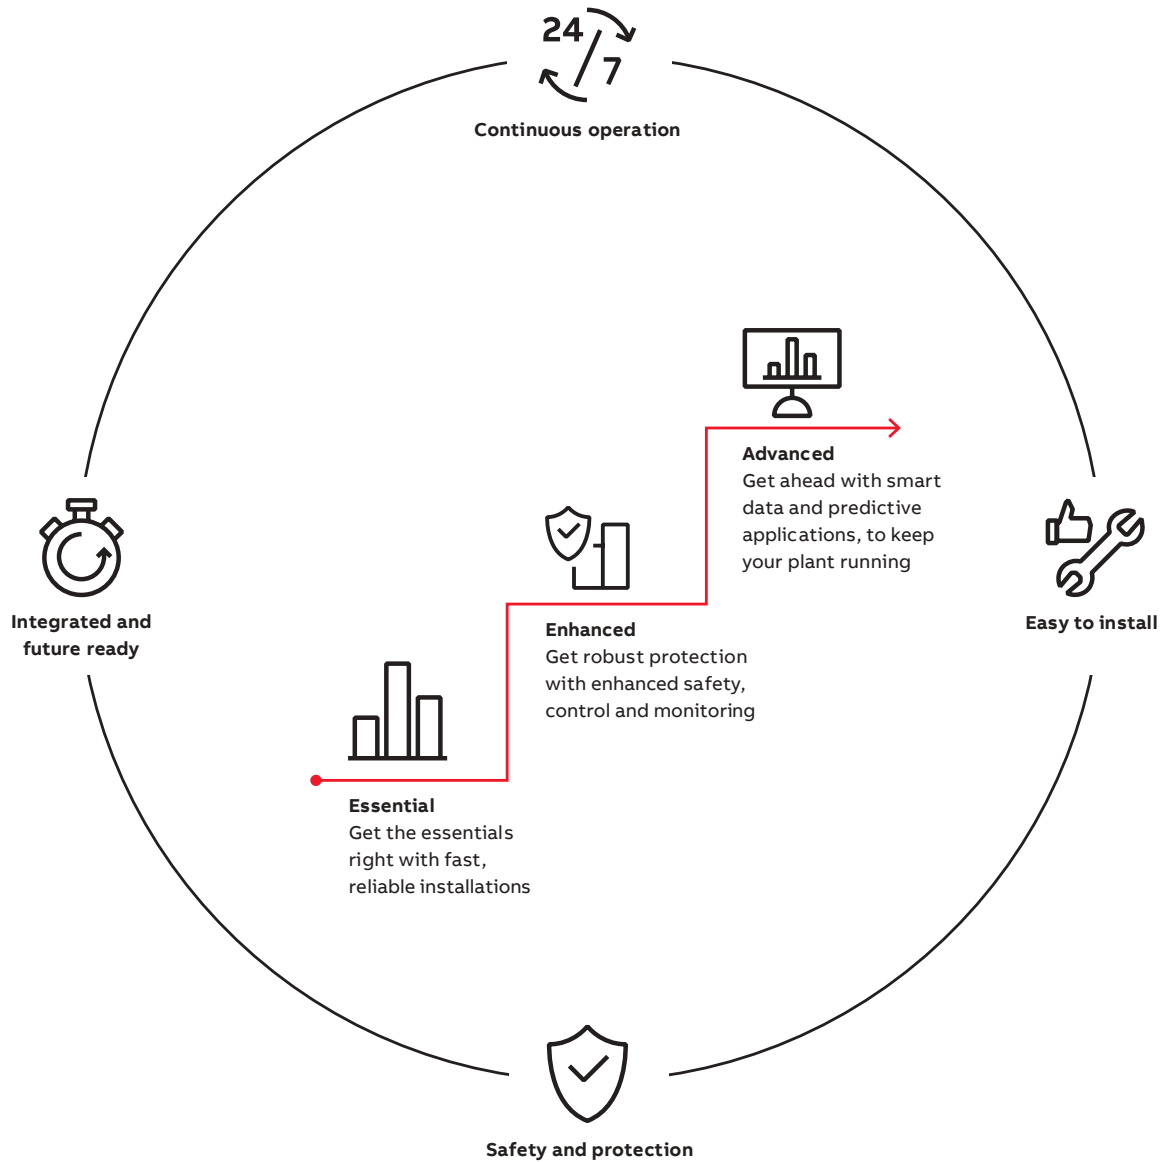 24
7
Continuous operation
Advanced
Get ahead with smart
data and predictive
applications, to keep
your plant running
Integrated and
future ready
Easy to install
Enhanced
Get robust protection
with enhanced safety,
control and monitoring
Essential
Get the essentials
right with fast,
reliable installations
Safety and protection